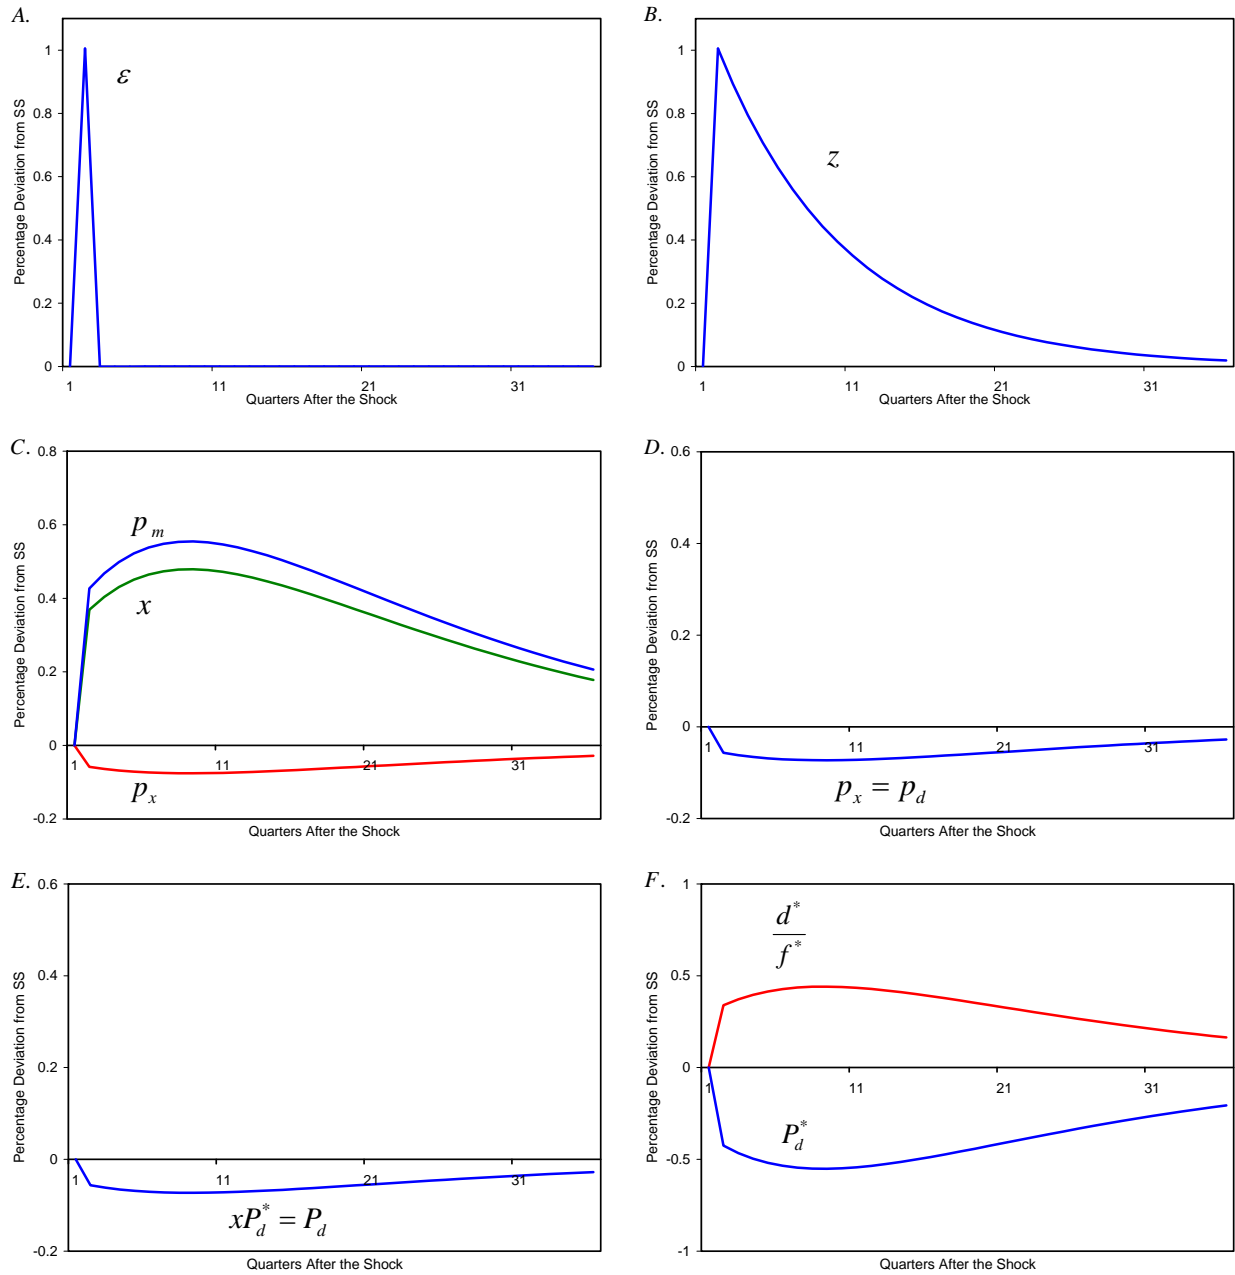 A.
Percentage Deviation from SS
1
0.8
0.6
0.4
0.2
0
ε
1 11 21 31
Quarters After the Shock
B.
Percentage Deviation from SS
1
0.8
0.6
0.4
0.2
0
z
1 11 21 31
Quarters After the Shock
C.
Percentage Deviation from SS
0.8
0.6
0.4
0.2
0
-0.2
p_m
x
1 11 21 31
p_x
Quarters After the Shock
D.
Percentage Deviation from SS
0.6
0.4
0.2
0
-0.2
1 11 21 31
p_x = p_d
Quarters After the Shock
E.
Percentage Deviation from SS
0.6
0.4
0.2
0
-0.2
1 11 21 31
xP_d^* = P_d
Quarters After the Shock
F.
Percentage Deviation from SS
1
0.5
0
-0.5
-1
d^*
f^*
1 11 21 31
P_d^*
Quarters After the Shock